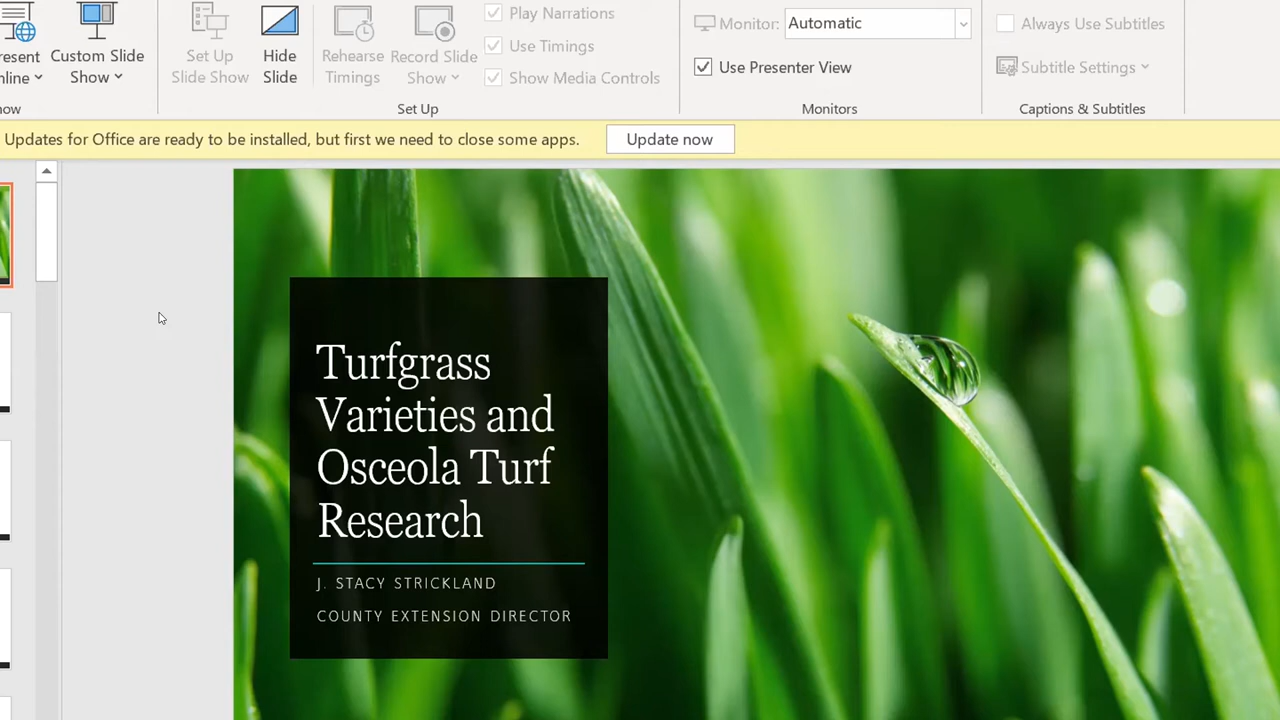 Play Narrations
Monitor:
Automatic
Always Use Subtitles
Custom Slide
Show
Set Up
Slide Show
Hide
Slide
Rehearse
Timings
Record Slide
Show
Use Timings
Show Media Controls
Use Presenter View
Subtitle Settings
Set Up
Monitors
Captions & Subtitles
Updates for Office are ready to be installed, but first we need to close some apps.
Update now
Turfgrass
Varieties and
Osceola Turf
Research
J. STACY STRICKLAND
COUNTY EXTENSION DIRECTOR